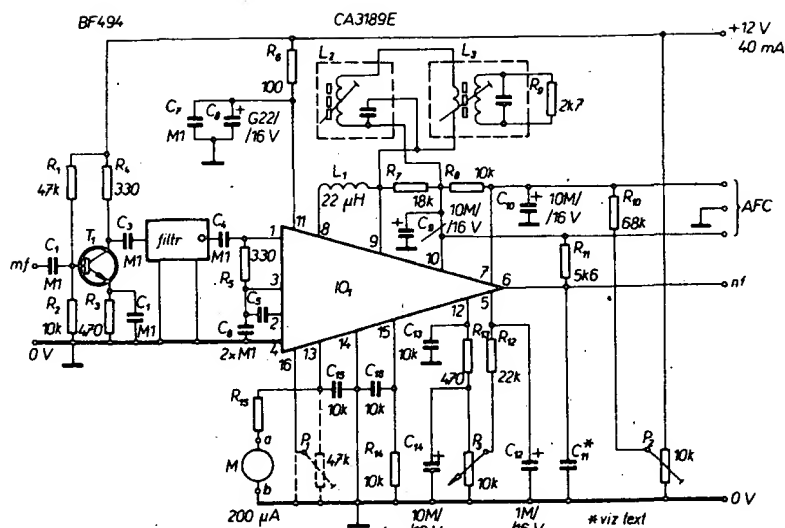 BF494
CA3189E
+12 V
40 mA
R6
100
L2
L3
R9
2k7
C7
M1
C8
+
G22/
/16 V
R1
47k
R4
330
L1
22 µH
R7
18k
R8
10k
C9
10M/
/16 V
C10
10M/
/16 V
R10
68k
AFC
T1
C3
M1
filtr
C4
M1
mf
C1
M1
R5
330
R2
10k
R3
470
C1
M1
C5
C6
2xM1
0 V
1
3
2
4
16
13
14
15
12
5
7
6
10
9
8
11
IO1
R11
5k6
nf
C13
10k
R13
470
R12
22k
R15
a
M
b
200 µA
C15
10k
C16
10k
P1
47k
R14
10k
C14
+
10M/
P3
10k
C12
+
1M/
/16 V
C11*
P2
10k
0 V
* viz text